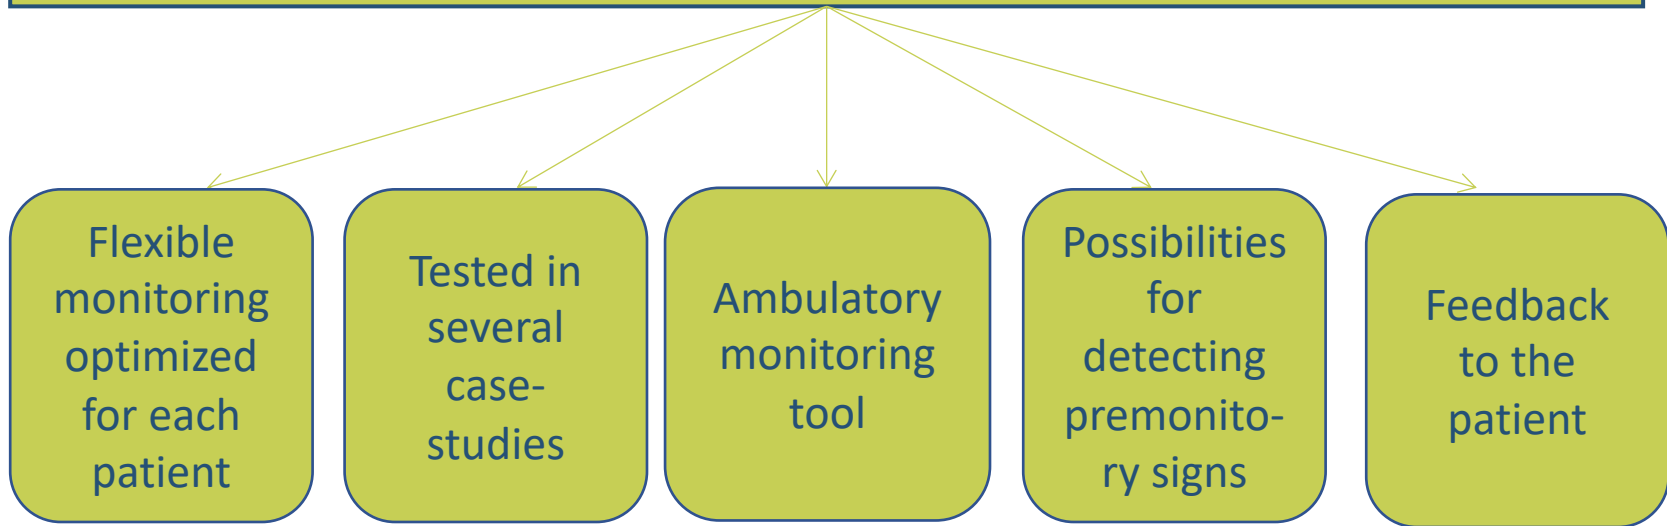 Flexible
monitoring
optimized
for each
patient
Tested in
several
case-
studies
Ambulatory
monitoring
tool
Possibilities
for
detecting
premonito-
ry signs
Feedback
to the
patient